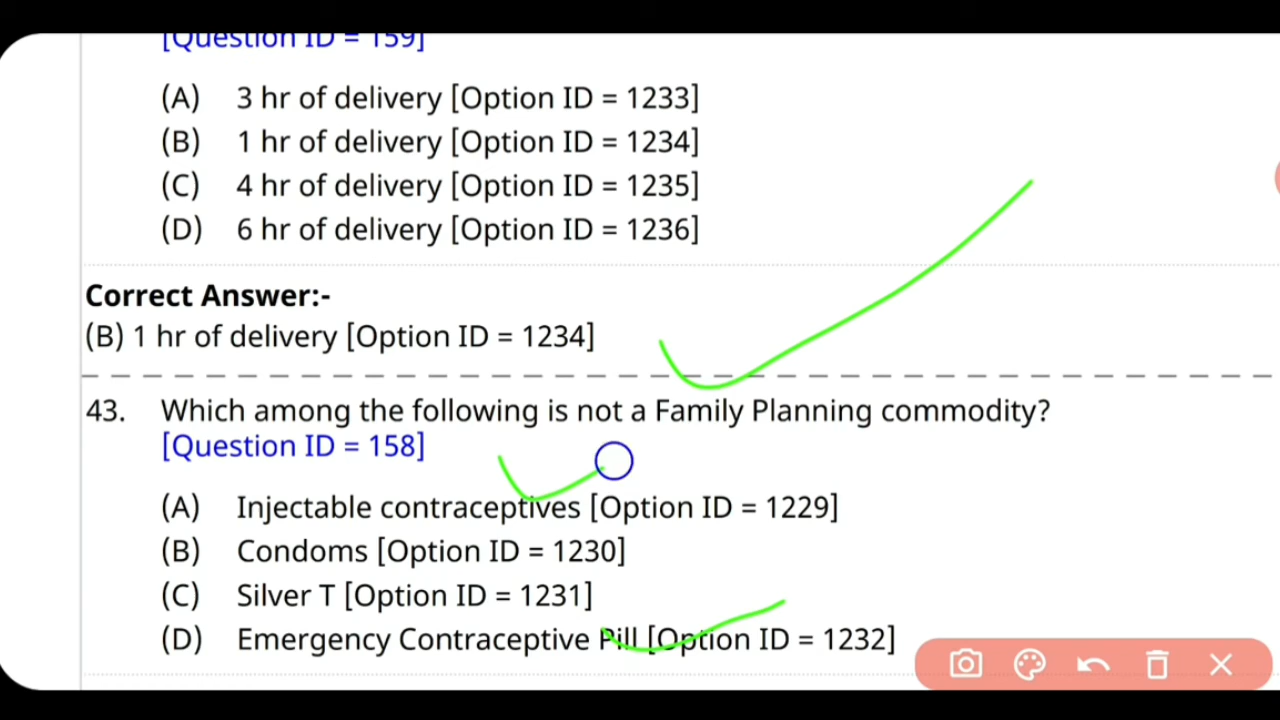 [Question ID = 159]
(A) 3 hr of delivery [Option ID = 1233]
(B) 1 hr of delivery [Option ID = 1234]
(C) 4 hr of delivery [Option ID = 1235]
(D) 6 hr of delivery [Option ID = 1236]
Correct Answer:-
(B) 1 hr of delivery [Option ID = 1234]
43. Which among the following is not a Family Planning commodity?
[Question ID = 158]
(A) Injectable contraceptives [Option ID = 1229]
(B) Condoms [Option ID = 1230]
(C) Silver T [Option ID = 1231]
(D) Emergency Contraceptive Pill [Option ID = 1232]